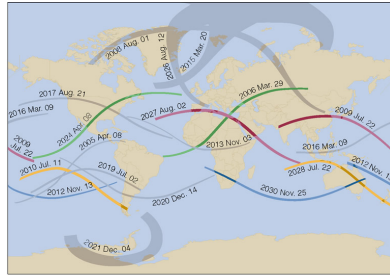 2008 Aug. 01
2026 Aug. 12
2015 Mar. 20
2017 Aug. 21
2006 Mar. 29
2016 Mar. 09
2024 Apr. 08
2027 Aug. 02
2009 Jul. 22
2005 Apr. 08
2013 Nov. 03
2009
Jul. 22
2010 Jul. 11
2019 Jul. 02
2016 Mar. 09
2028 Jul. 22
2012 Nov. 13
2012 Nov. 13
2020 Dec. 14
2030 Nov. 25
2021 Dec. 04